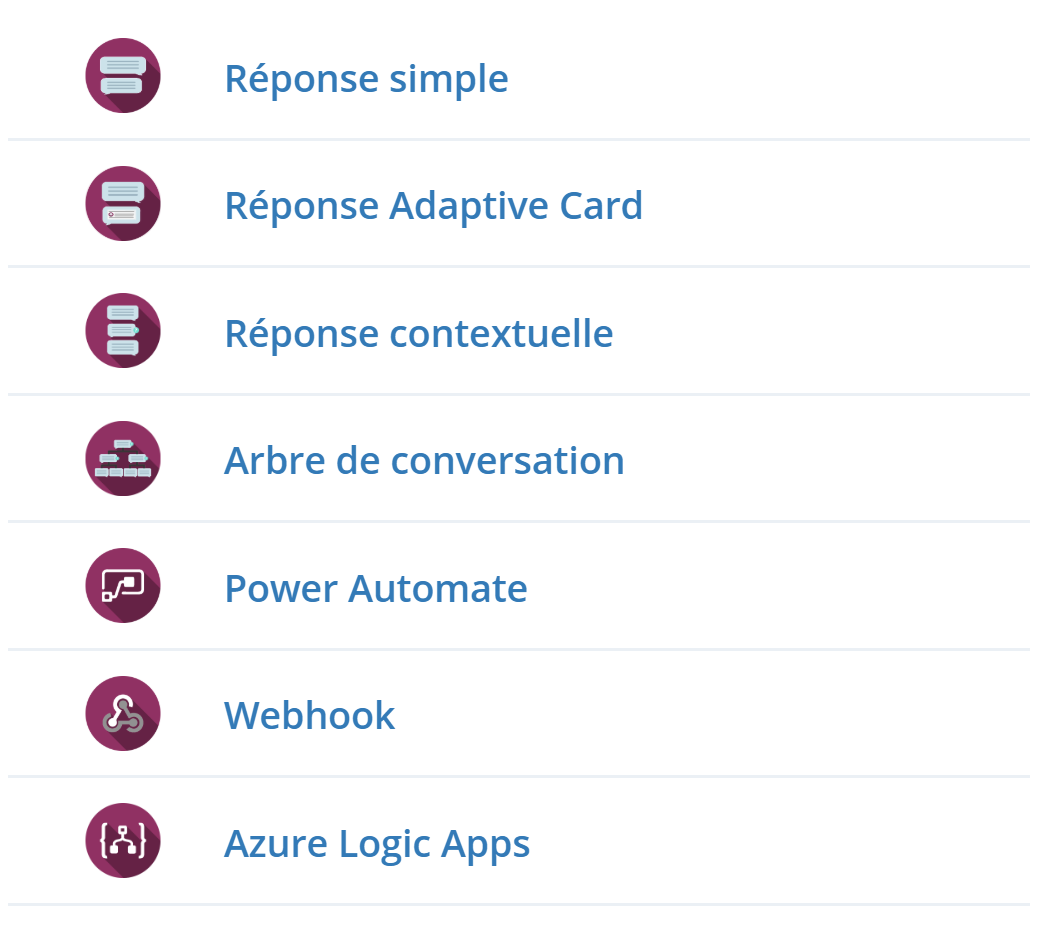 Réponse simple
Réponse Adaptive Card
Réponse contextuelle
Arbre de conversation
Power Automate
Webhook
Azure Logic Apps